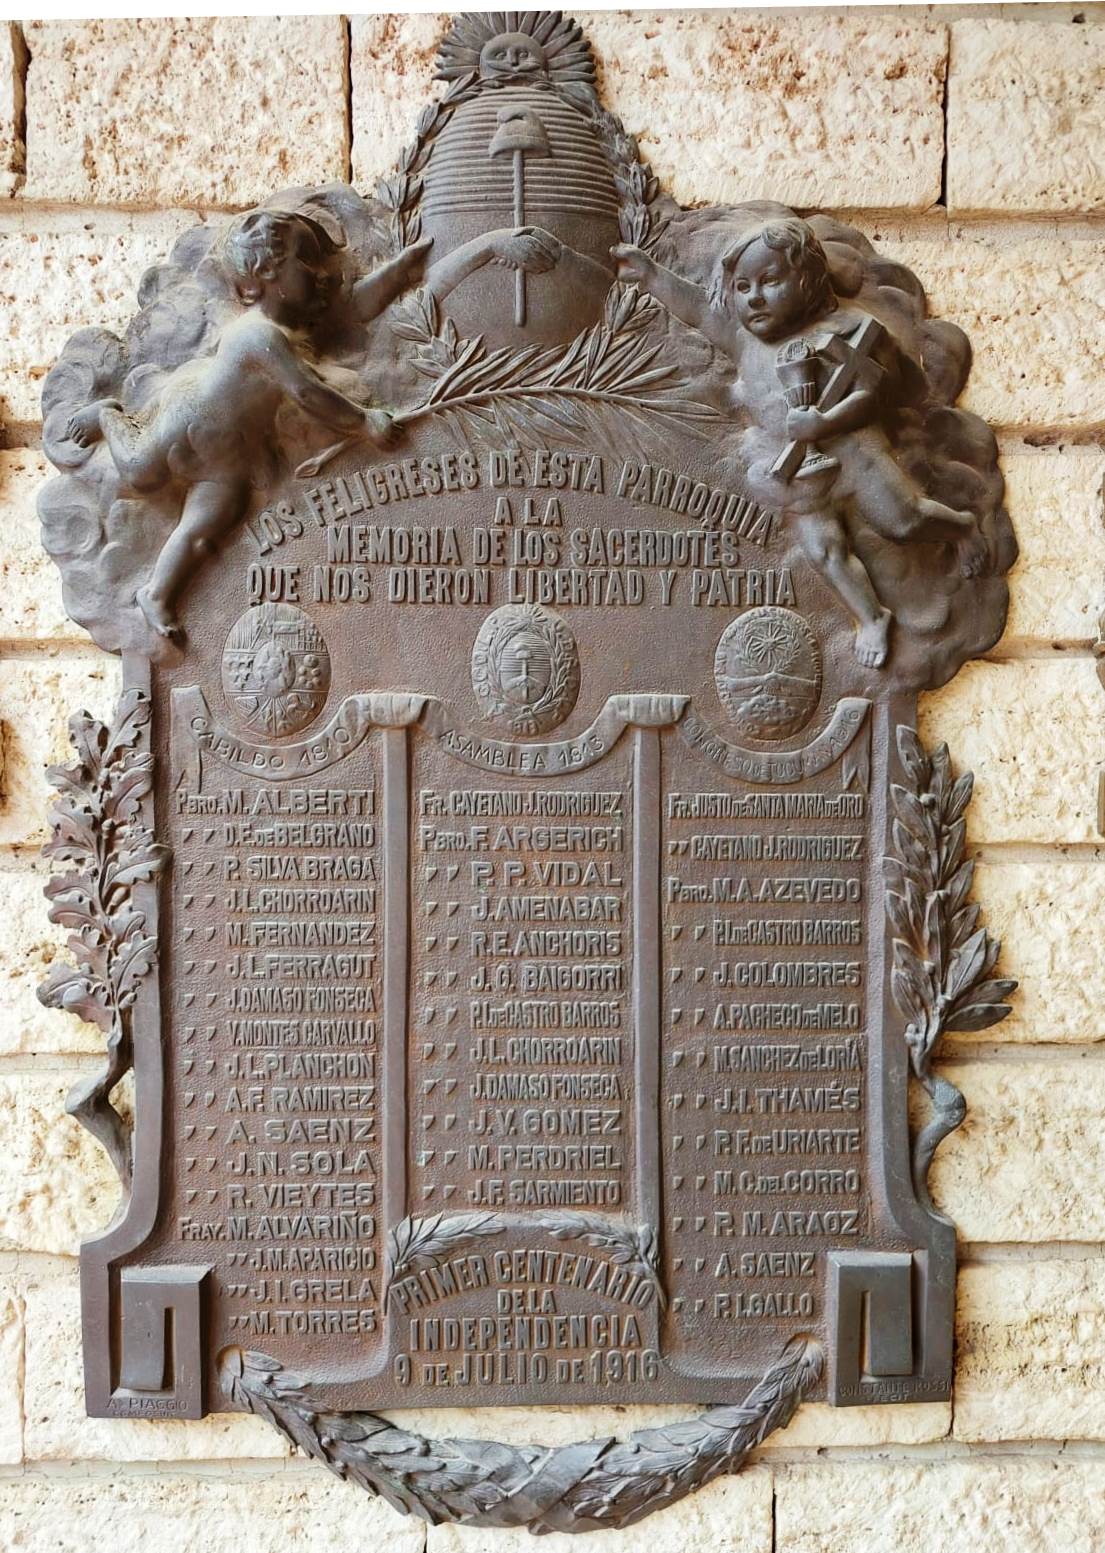 LOS FELIGRESES DE ESTA PARROQUIA
A LA
MEMORIA DE LOS SACERDOTES
QUE NOS DIERON LIBERTAD Y PATRIA
CABILDO 1810
PBRO. M. ALBERTI
" D.E. DE BELGRANO
" P. SILVA BRAGA
" J.L. CHORROARIN
" M. FERNANDEZ
" J.L. FERRAGUT
" J. DAMASO FONSECA
" V. MONTES CARVALLO
" J.L. PLANCHON
" A.F. RAMIREZ
" A. SAENZ
" J.N. SOLA
" R. VIEYTES
FRAY. M. ALVARIÑO
" J.M. APARICIO
" J.I. GRELA
" M. TORRES
ASAMBLEA 1813
FR. CAYETANO J. RODRIGUEZ
PBRO. F. ARGERICH
" P. P. VIDAL
" J. AMENABAR
" R.E. ANCHORIS
" J.G. BAIGORRI
" P.I. DE CASTRO BARROS
" J.L. CHORROARIN
" J. DAMASO FONSECA
" J.V. GOMEZ
" M. PERDRIEL
" J.F. SARMIENTO
FR. JUSTO DE SANTA MARIA DE ORO
" CAYETANO J. RODRIGUEZ
PBRO. M.A. AZEVEDO
" P.I. DE CASTRO BARROS
" J. COLOMBRES
" A. PACHECO DE MELO
" M. SANCHEZ DE LORÍA
" J.I. THAMÉS
" P.F. DE URIARTE
" M.C. DEL CORRO
" P. M. ARAOZ
" A. SAENZ
" P. L. GALLO
PRIMER CENTENARIO
DE LA
INDEPENDENCIA
9 DE JULIO DE 1916
A. PIAGGIO
ROSSI